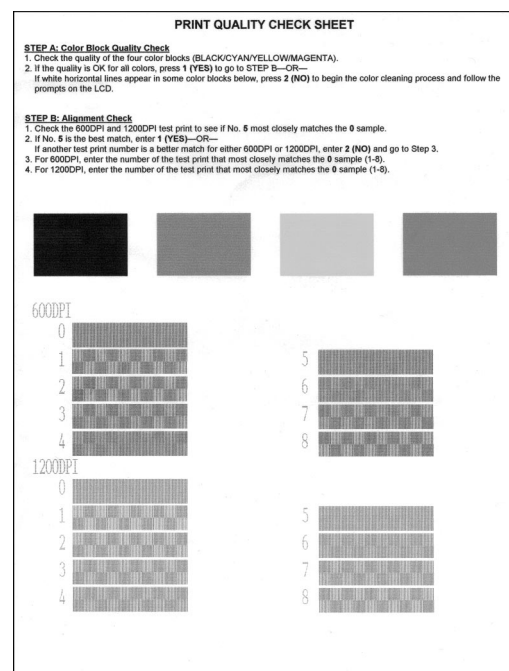 PRINT QUALITY CHECK SHEET
STEP A: Color Block Quality Check
1. Check the quality of the four color blocks (BLACK/CYAN/YELLOW/MAGENTA).
2. If the quality is OK for all colors, press 1 (YES) to go to STEP B—OR—
If white horizontal lines appear in some color blocks below, press 2 (NO) to begin the color cleaning process and follow the
prompts on the LCD.
STEP B: Alignment Check
1. Check the 600DPI and 1200DPI test print to see if No. 5 most closely matches the 0 sample.
2. If No. 5 is the best match, enter 1 (YES)—OR—
If another test print number is a better match for either 600DPI or 1200DPI, enter 2 (NO) and go to Step 3.
3. For 600DPI, enter the number of the test print that most closely matches the 0 sample (1-8).
4. For 1200DPI, enter the number of the test print that most closely matches the 0 sample (1-8).
600DPI
0
1
2
3
4
5
6
7
8
1200DPI
0
1
2
3
4
5
6
7
8